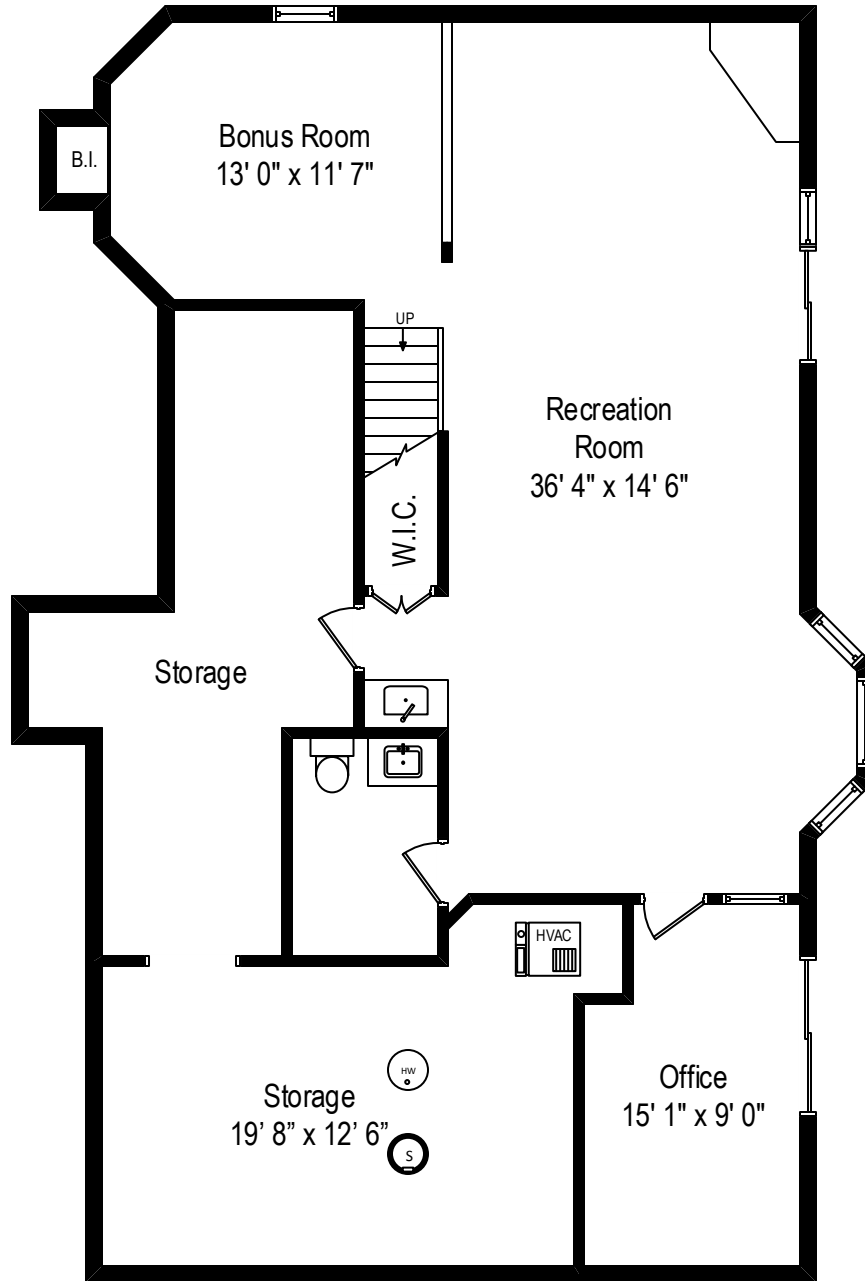 Bonus Room
13' 0" x 11' 7"
B.I.
UP
Recreation
Room
36' 4" x 14' 6"
W.I.C.
Storage
HVAC
HW
Storage
19’ 8” x 12’ 6”
S
Office
15' 1" x 9' 0"